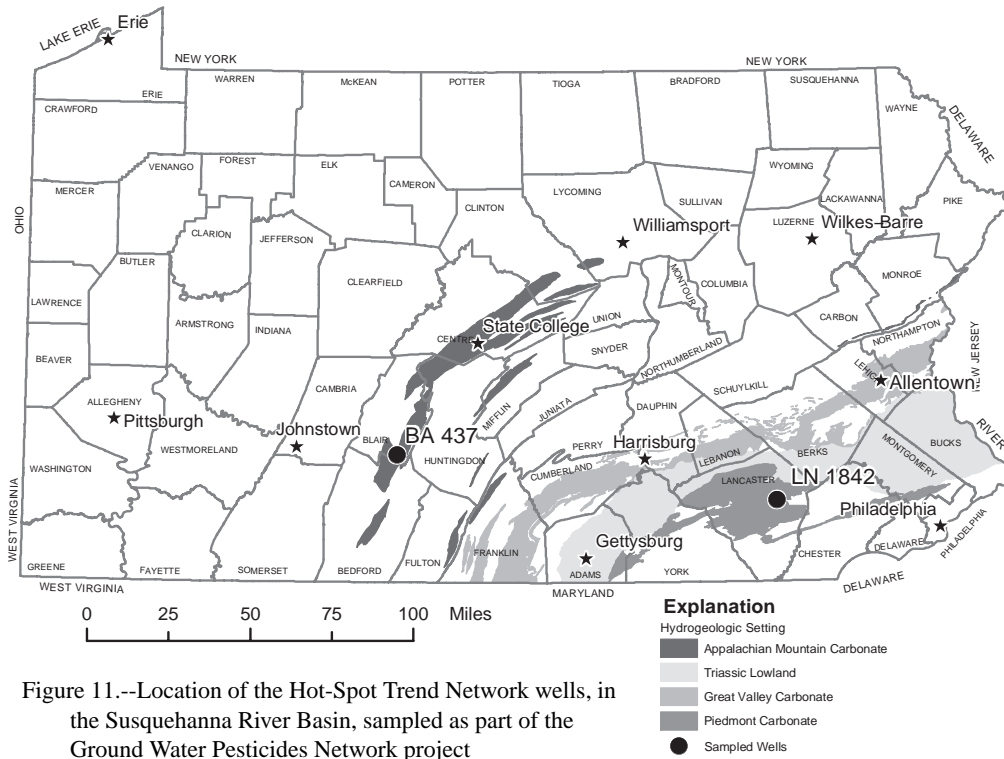 Erie
LAKE ERIE
NEW YORK
NEW YORK
WARREN
McKEAN
POTTER
TIOGA
BRADFORD
SUSQUEHANNA
ERIE
CRAWFORD
WAYNE
DELAWARE
VENANGO
FOREST
ELK
WYOMING
MERCER
CAMERON
LYCOMING
SULLIVAN
LACKAWANNA
PIKE
OHIO
CLINTON
CLARION
JEFFERSON
Williamsport
LUZERNE
Wilkes-Barre
BUTLER
CLEARFIELD
MONTOUR
COLUMBIA
MONROE
LAWRENCE
ARMSTRONG
INDIANA
UNION
CARBON
CENTRE
State College
SNYDER
NORTHUMBERLAND
NORTHAMPTON
BEAVER
LEHIGH
Allentown
NEW JERSEY
CAMBRIA
SCHUYLKILL
ALLEGHENY
Pittsburgh
MIFFLIN
JUNIATA
DAUPHIN
Johnstown
BLAIR
BA 437
PERRY
Harrisburg
BUCKS
RIVER
WESTMORELAND
HUNTINGDON
CUMBERLAND
LEBANON
BERKS
MONTGOMERY
WASHINGTON
LANCASTER
LN 1842
Philadelphia
WEST VIRGINIA
Gettysburg
PHILADELPHIA
GREENE
FAYETTE
SOMERSET
BEDFORD
FULTON
FRANKLIN
ADAMS
YORK
CHESTER
DELAWARE
WEST VIRGINIA
MARYLAND
DELAWARE
0 25 50 75 100 Miles
Explanation
Hydrogeologic Setting
Appalachian Mountain Carbonate
Triassic Lowland
Great Valley Carbonate
Piedmont Carbonate
Sampled Wells
Figure 11.--Location of the Hot-Spot Trend Network wells, in
the Susquehanna River Basin, sampled as part of the
Ground Water Pesticides Network project